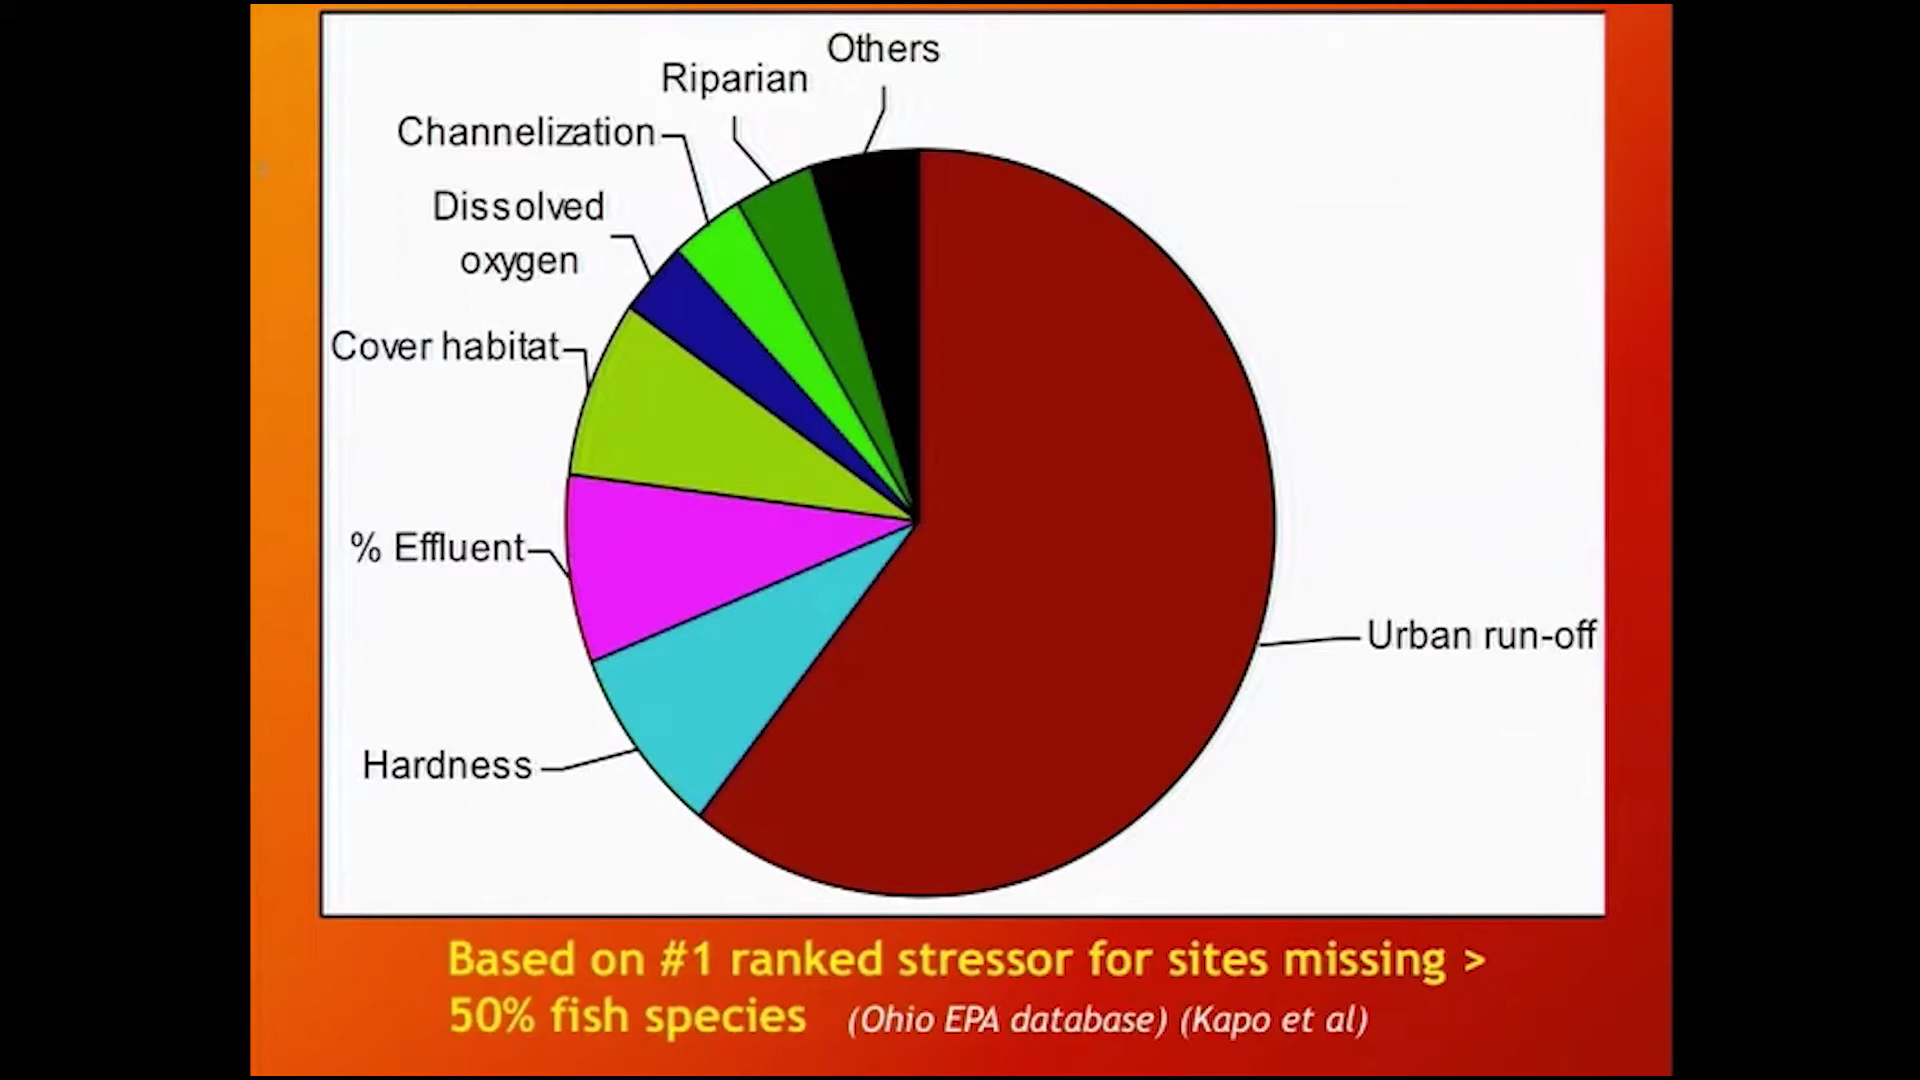 Others
Riparian
Channelization
Dissolved
oxygen
Cover habitat
% Effluent
Urban run-off
Hardness
Based on #1 ranked stressor for sites missing >
50% fish species (Ohio EPA database) (Kapo et al)